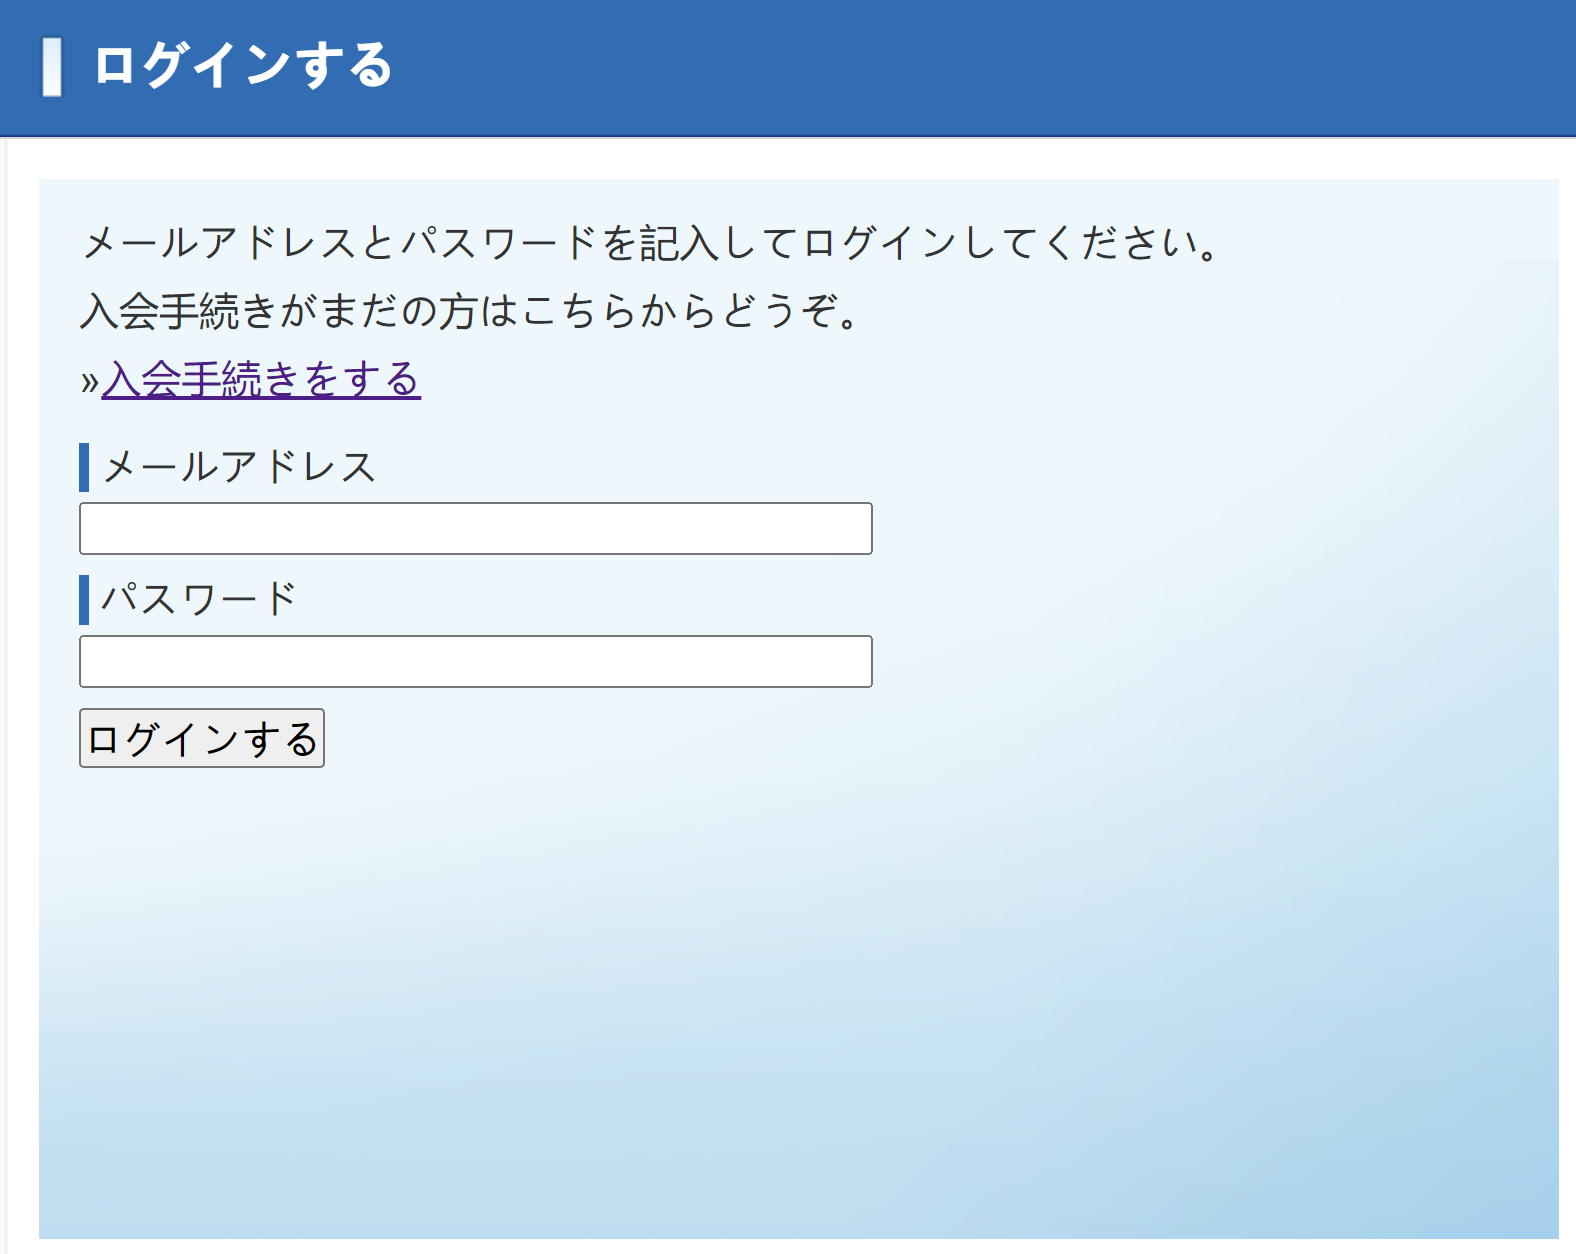 ログインする
メールアドレスとパスワードを記入してログインしてください。
入会手続きがまだの方はこちらからどうぞ。
»入会手続きをする
メールアドレス
パスワード
ログインする